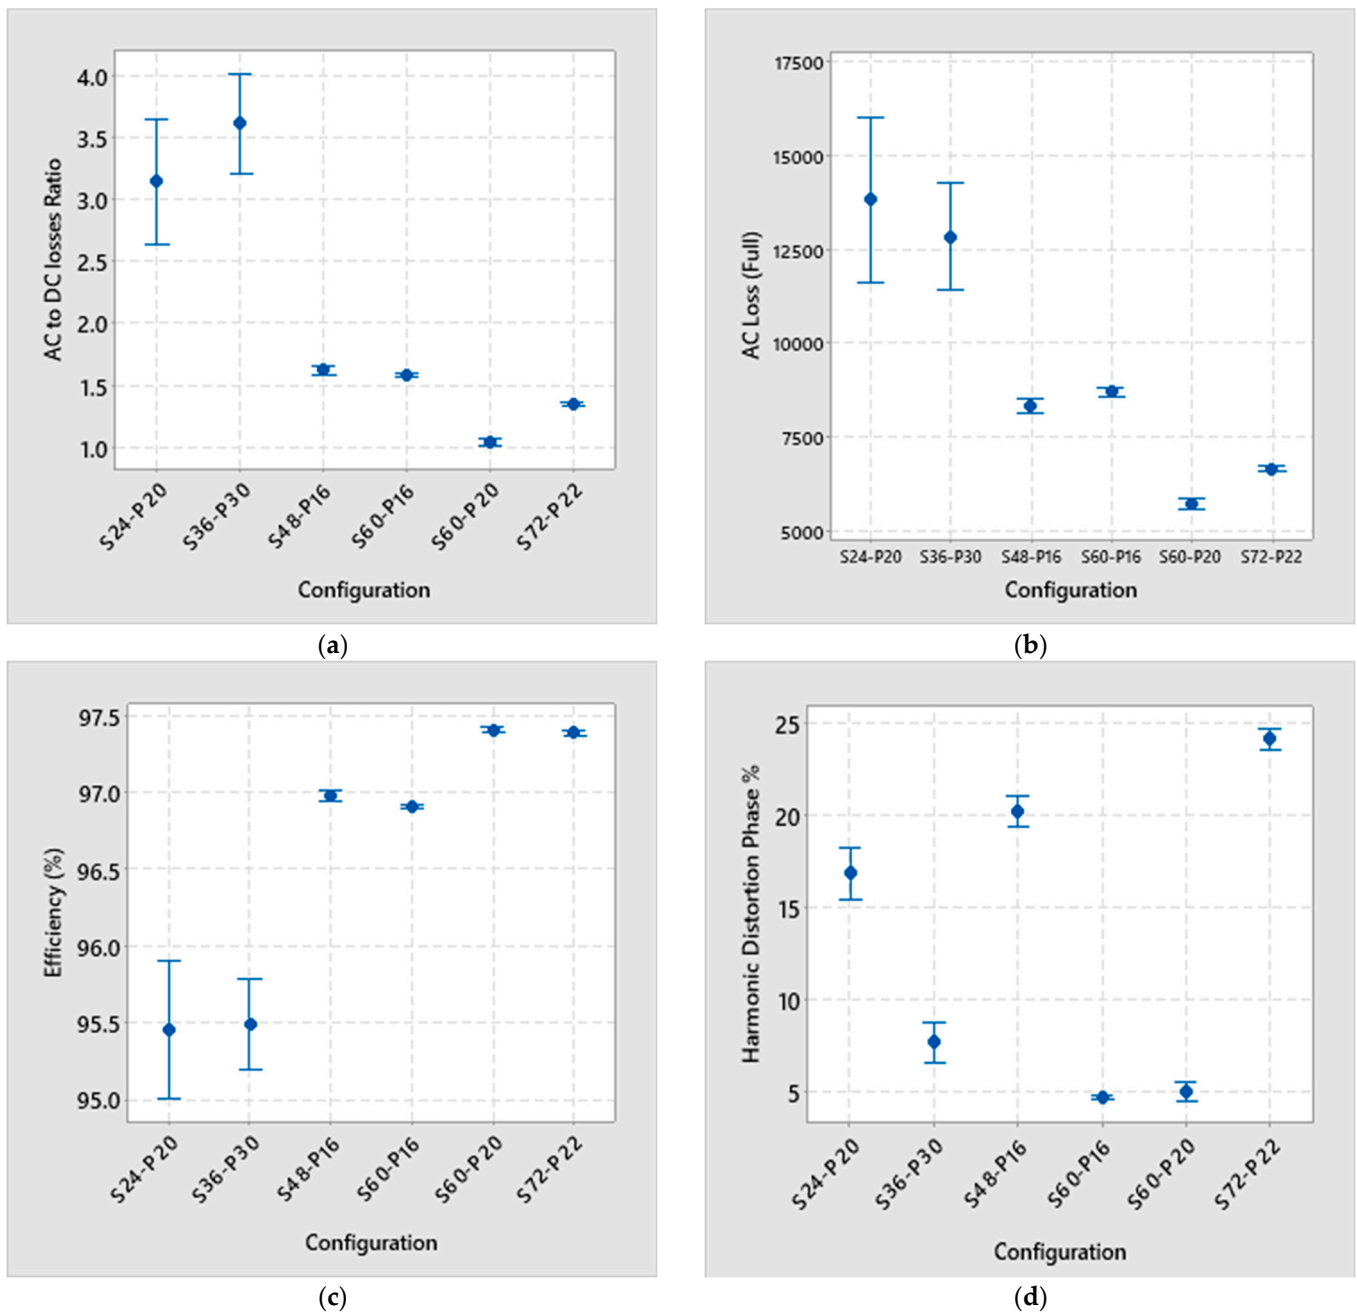 AC to DC losses Ratio
4.0
3.5
3.0
2.5
2.0
1.5
1.0
S24-P20
S36-P30
S48-P16
S60-P16
S60-P20
S72-P22
Configuration
(a)
AC Loss (Full)
17500
15000
12500
10000
7500
5000
S24-P20 S36-P30 S48-P16 S60-P16 S60-P20 S72-P22
Configuration
(b)
Efficiency (%)
97.5
97.0
96.5
96.0
95.5
95.0
S24-P20
S36-P30
S48-P16
S60-P16
S60-P20
S72-P22
Configuration
(c)
Harmonic Distortion Phase %
25
20
15
10
5
S24-P20
S36-P30
S48-P16
S60-P16
S60-P20
S72-P22
Configuration
(d)